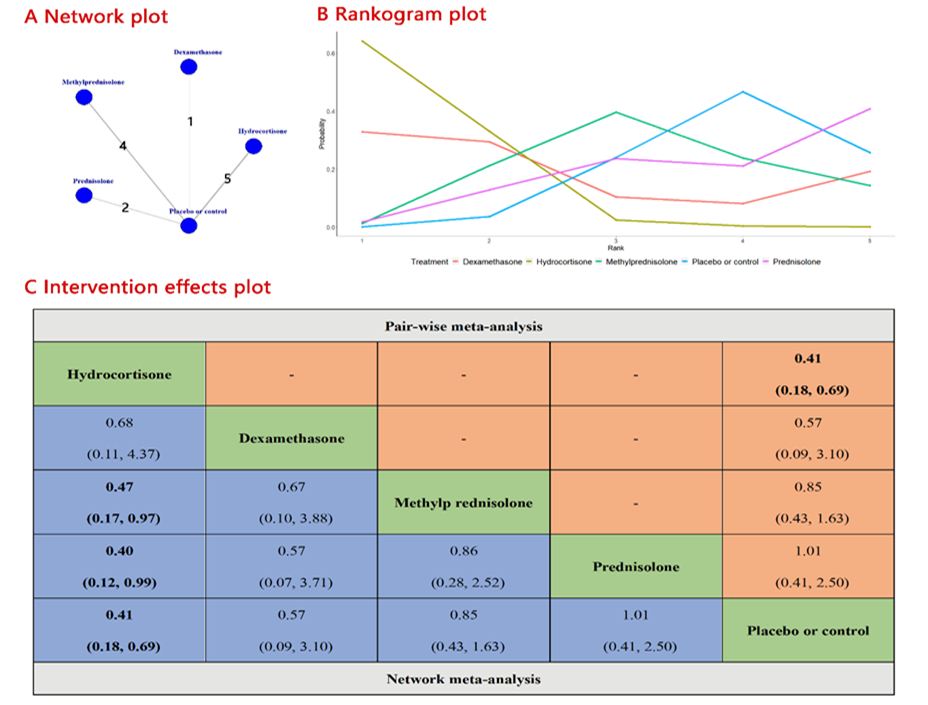 A Network plot
Dexamethasone
Methylprednisolone
1
Hydrocortisone
4
5
Prednisolone
2
Placebo or control
B Rankogram plot
0.6
0.4
0.2
0.0
Probability
1 2 3 4 5
Rank
Treatment Dexamethasone Hydrocortisone Methylprednisolone Placebo or control Prednisolone
C Intervention effects plot
Pair-wise meta-analysis
Hydrocortisone - - - 0.41
(0.18, 0.69)
0.68 Dexamethasone - - 0.57
(0.11, 4.37) (0.09, 3.10)
0.47 0.67 Methylp rednisolone - 0.85
(0.17, 0.97) (0.10, 3.88) (0.43, 1.63)
0.40 0.57 0.86 Prednisolone 1.01
(0.12, 0.99) (0.07, 3.71) (0.28, 2.52) (0.41, 2.50)
0.41 0.57 0.85 1.01 Placebo or control
(0.18, 0.69) (0.09, 3.10) (0.43, 1.63) (0.41, 2.50)
Network meta-analysis